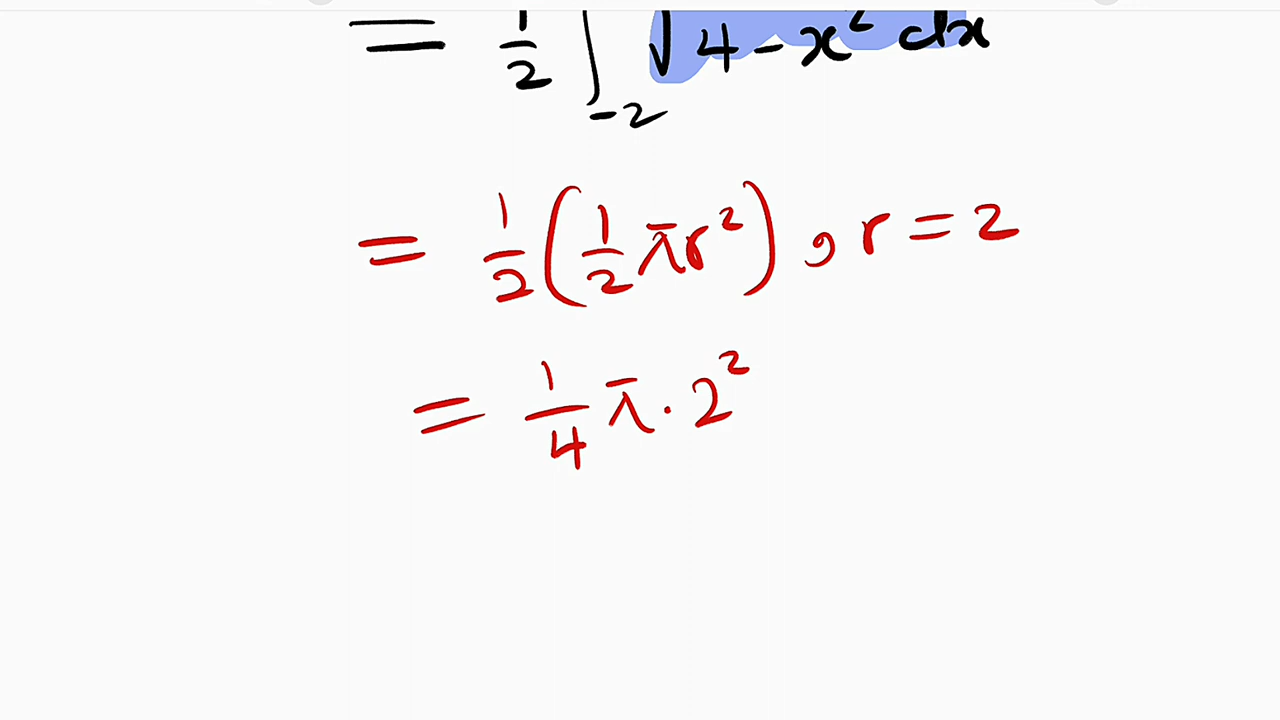 = 1/2 ∫_{-2} √4-x² dx
= 1/2 (1/2 πr²) , r = 2
= 1/4 π · 2²